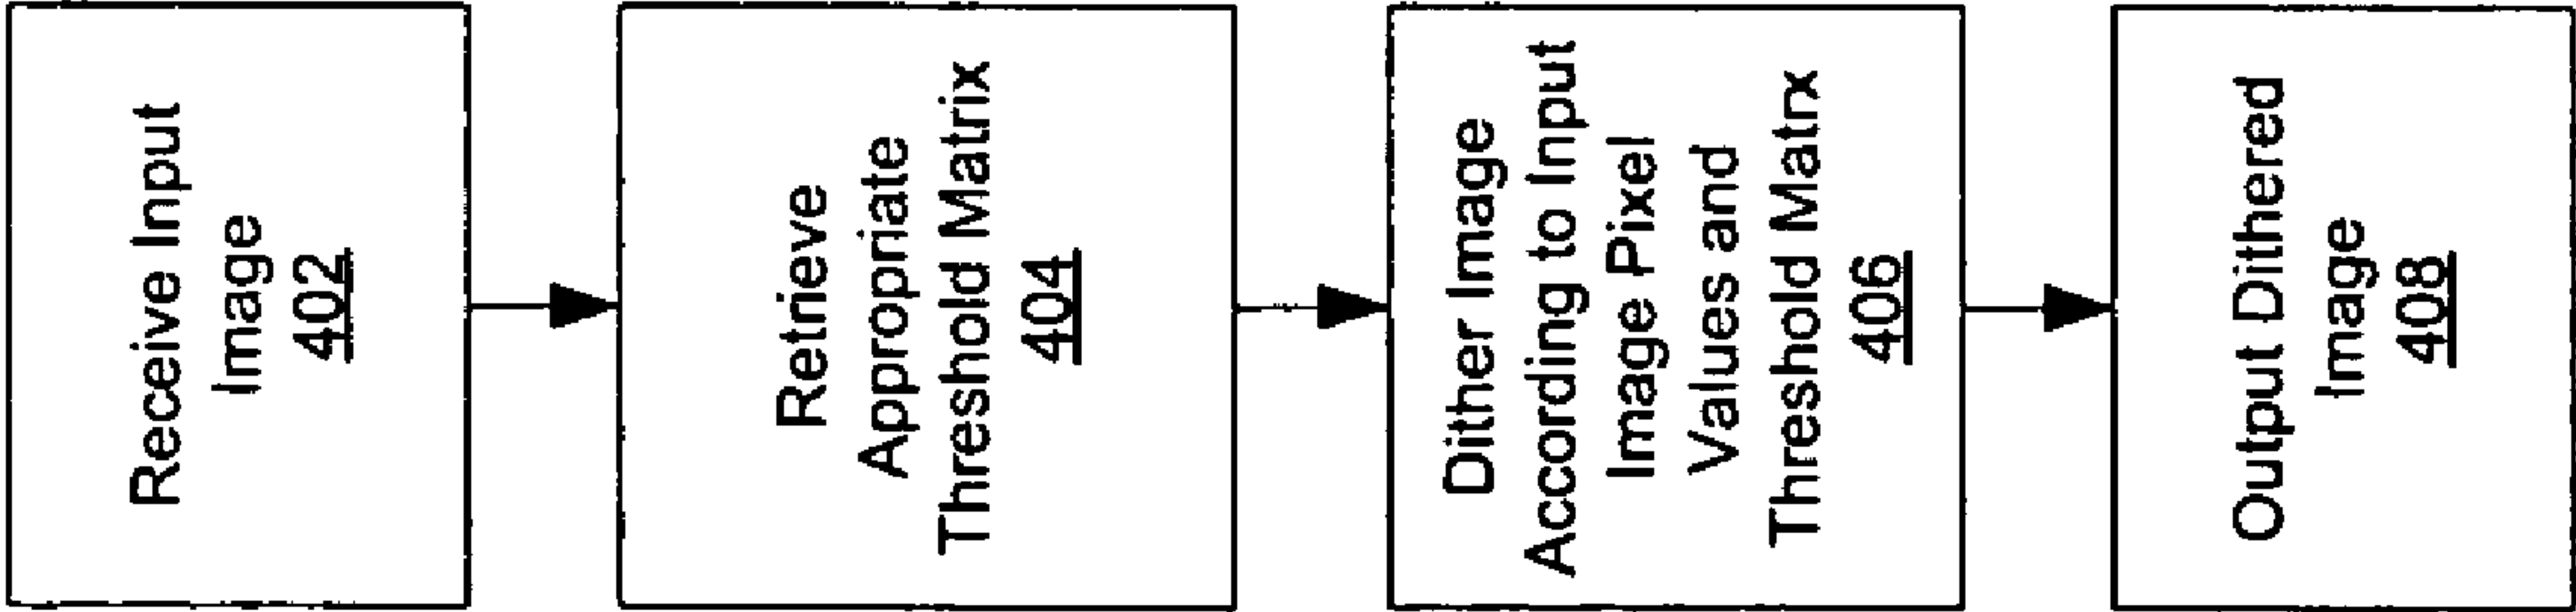 Receive Input
Image
402
Retrieve
Appropriate
Threshold Matrix
404
Dither Image
According to Input
Image Pixel
Values and
Threshold Matrx
406
Output Dithered
Image
408